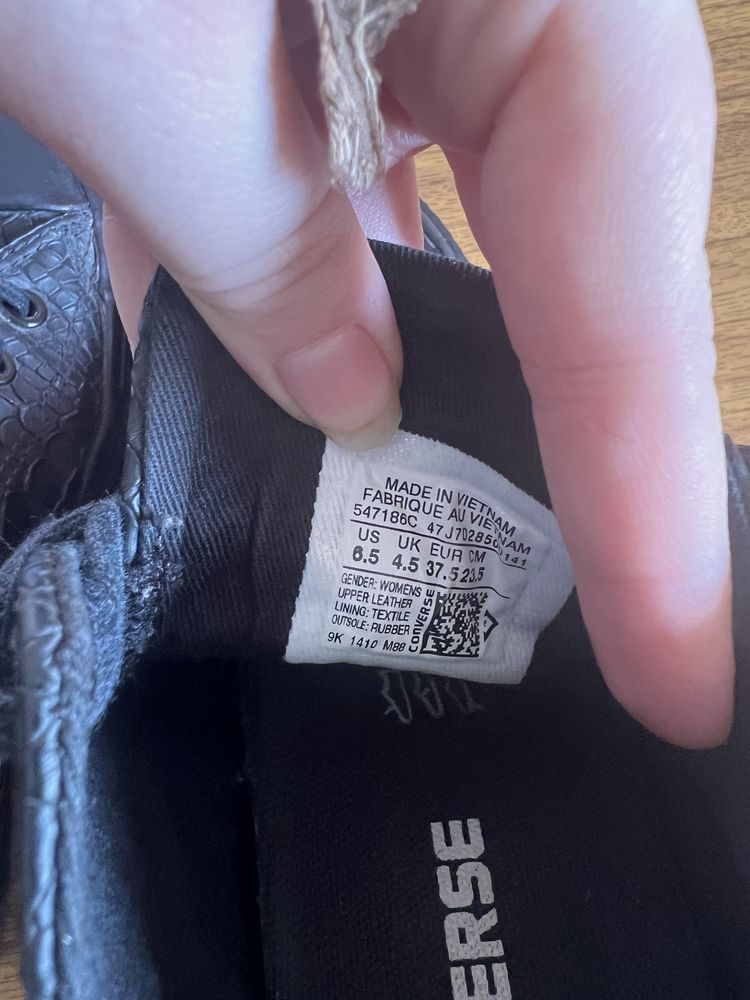 MADE IN VIETNAM
FABRIQUE AU VIETNAM
547186C 47J7028500141
US UK EUR CM
6.5 4.5 37.5 23.5
GENDER: WOMENS
UPPER LEATHER
LINING: TEXTILE
OUTSOLE: RUBBER
9K 1410 M88
CONVERSE
ERSE